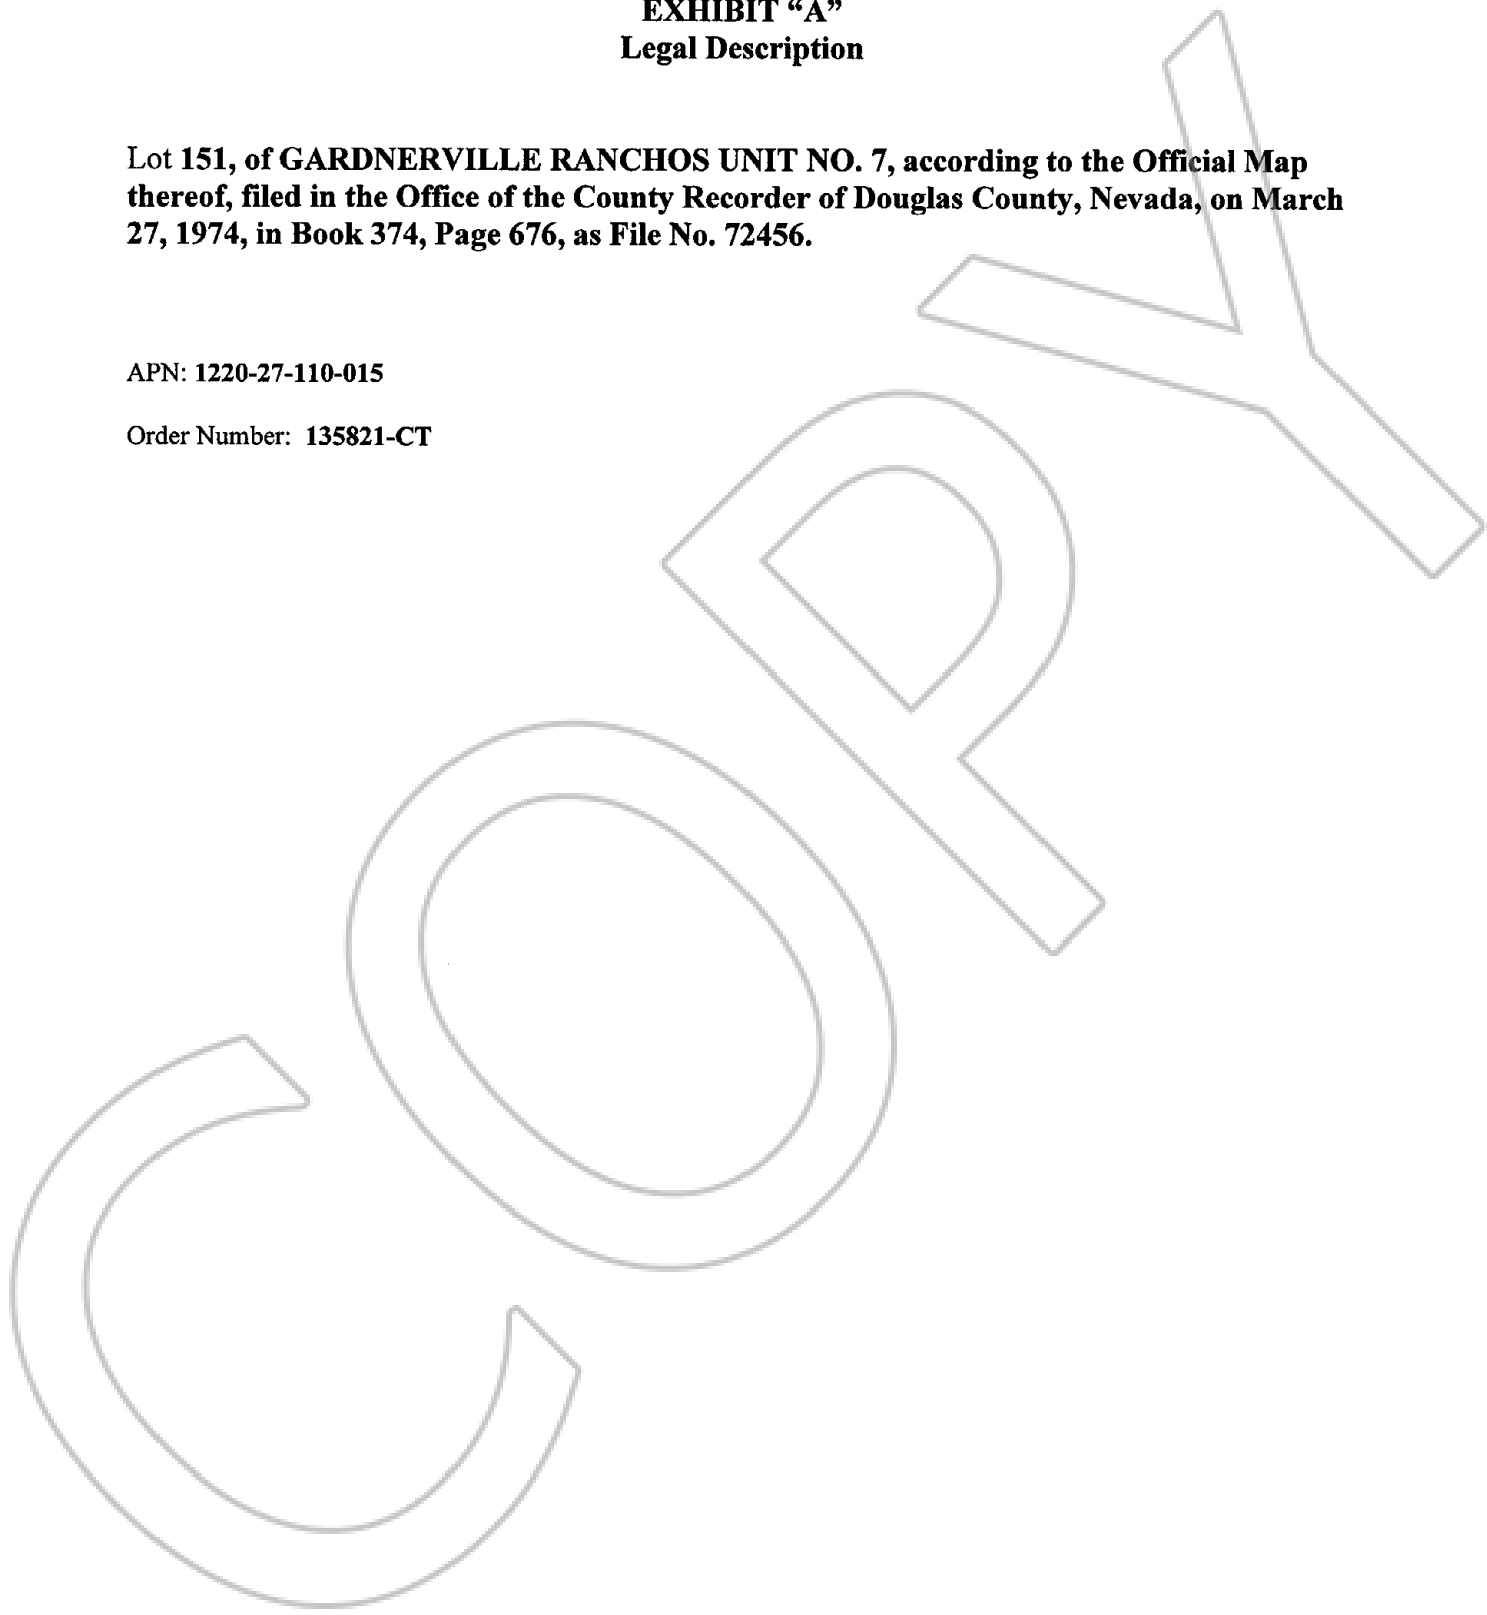 EXHIBIT “A”
Legal Description
Lot 151, of GARDNERVILLE RANCHOS UNIT NO. 7, according to the Official Map
thereof, filed in the Office of the County Recorder of Douglas County, Nevada, on March
27, 1974, in Book 374, Page 676, as File No. 72456.
APN: 1220-27-110-015
Order Number: 135821-CT
COPY